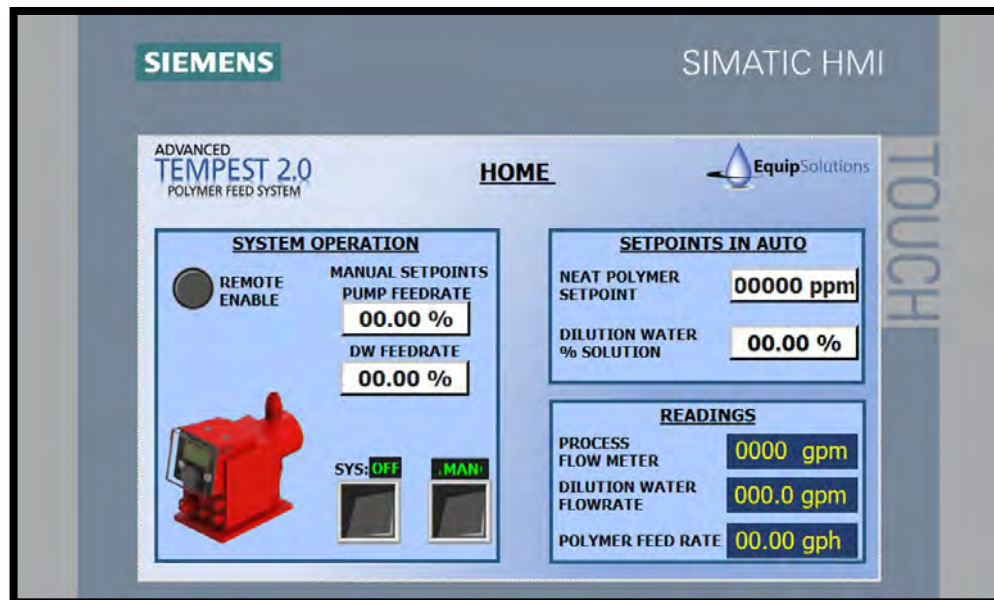 SIEMENS
SIMATIC HMI
TOUCH
ADVANCED
TEMPEST 2.0
POLYMER FEED SYSTEM
HOME
EquipSolutions
SYSTEM OPERATION
REMOTE
ENABLE
MANUAL SETPOINTS
PUMP FEEDRATE
00.00 %
DW FEEDRATE
00.00 %
SYS: OFF
MAN
SETPOINTS IN AUTO
NEAT POLYMER
SETPOINT
00000 ppm
DILUTION WATER
% SOLUTION
00.00 %
READINGS
PROCESS
FLOW METER
0000 gpm
DILUTION WATER
FLOWRATE
000.0 gpm
POLYMER FEED RATE 00.00 gph